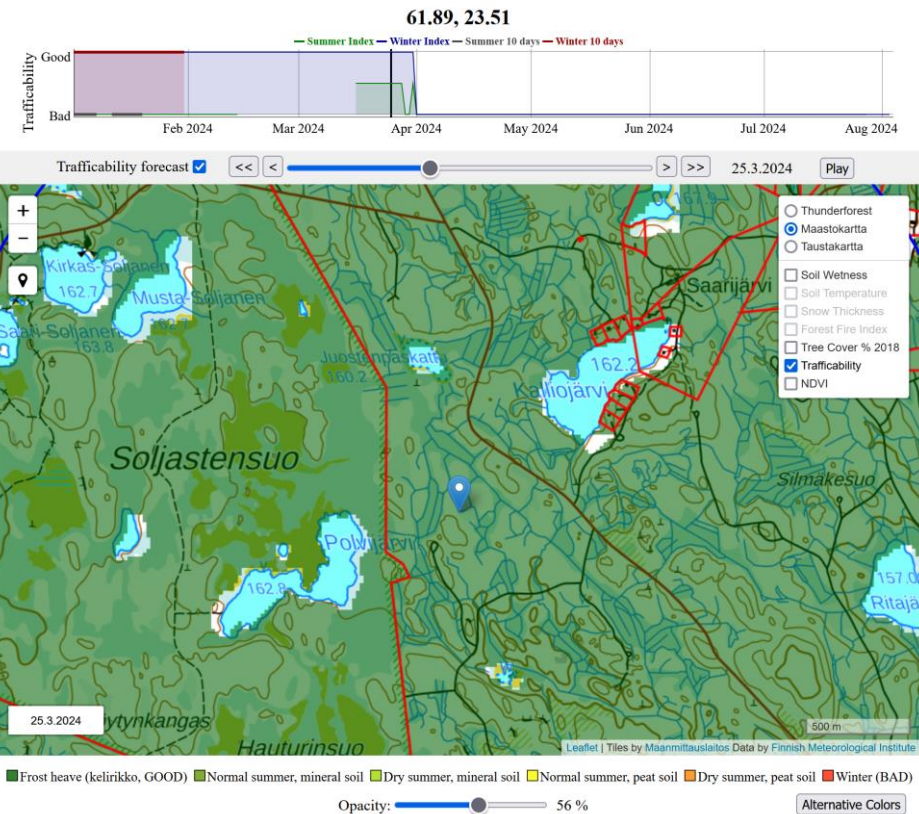 61.89, 23.51
Summer Index Winter Index Summer 10 days Winter 10 days
Trafficability
Good
Bad
Feb 2024 Mar 2024 Apr 2024 May 2024 Jun 2024 Jul 2024 Aug 2024
Trafficability forecast << < > >> 25.3.2024 Play
+
−
Thunderforest
Maastokartta
Taustakartta
Soil Wetness
Soil Temperature
Snow Thickness
Forest Fire Index
Tree Cover % 2018
Trafficability
NDVI
167.9
Kirkas-Soljanen
162.7
Musta-Soljanen
162.7
Saari-Soljanen
163.8
Saarijärvi
160.2
162.2
Kalliojärvi
Soljastensuo
Silmäkesuo
Polvijärvi
162.8
157.0
Ritajä
25.3.2024
ytynkangas
Hauturinsuo
500 m
Leaflet | Tiles by Maanmittauslaitos Data by Finnish Meteorological Institute
Frost heave (kelirikko, GOOD) Normal summer, mineral soil Dry summer, mineral soil Normal summer, peat soil Dry summer, peat soil Winter (BAD)
Opacity: 56 % Alternative Colors